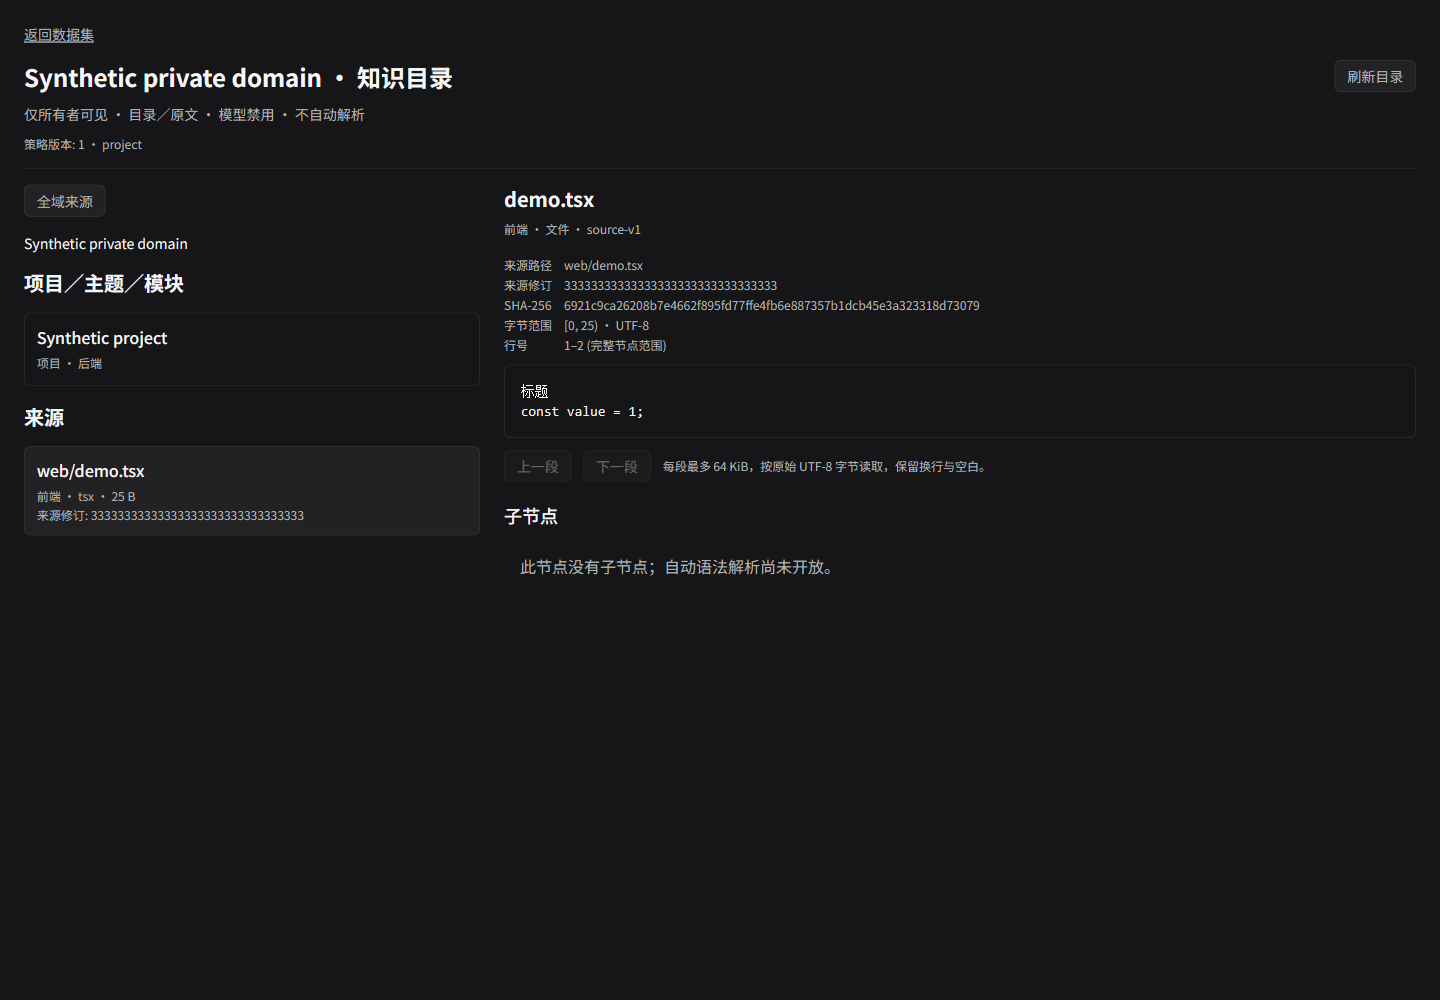 返回数据集
Synthetic private domain · 知识目录
刷新目录
仅所有者可见 · 目录／原文 · 模型禁用 · 不自动解析
策略版本: 1 · project
全域来源
Synthetic private domain
项目／主题／模块
Synthetic project
项目 · 后端
来源
web/demo.tsx
前端 · tsx · 25 B
来源修订: 33333333333333333333333333333333
demo.tsx
前端 · 文件 · source-v1
来源路径 web/demo.tsx
来源修订 33333333333333333333333333333333
SHA-256 6921c9ca26208b7e4662f895fd77ffe4fb6e887357b1dcb45e3a323318d73079
字节范围 [0, 25) · UTF-8
行号 1–2 (完整节点范围)
标题
const value = 1;
上一段 下一段 每段最多 64 KiB，按原始 UTF-8 字节读取，保留换行与空白。
子节点
此节点没有子节点；自动语法解析尚未开放。